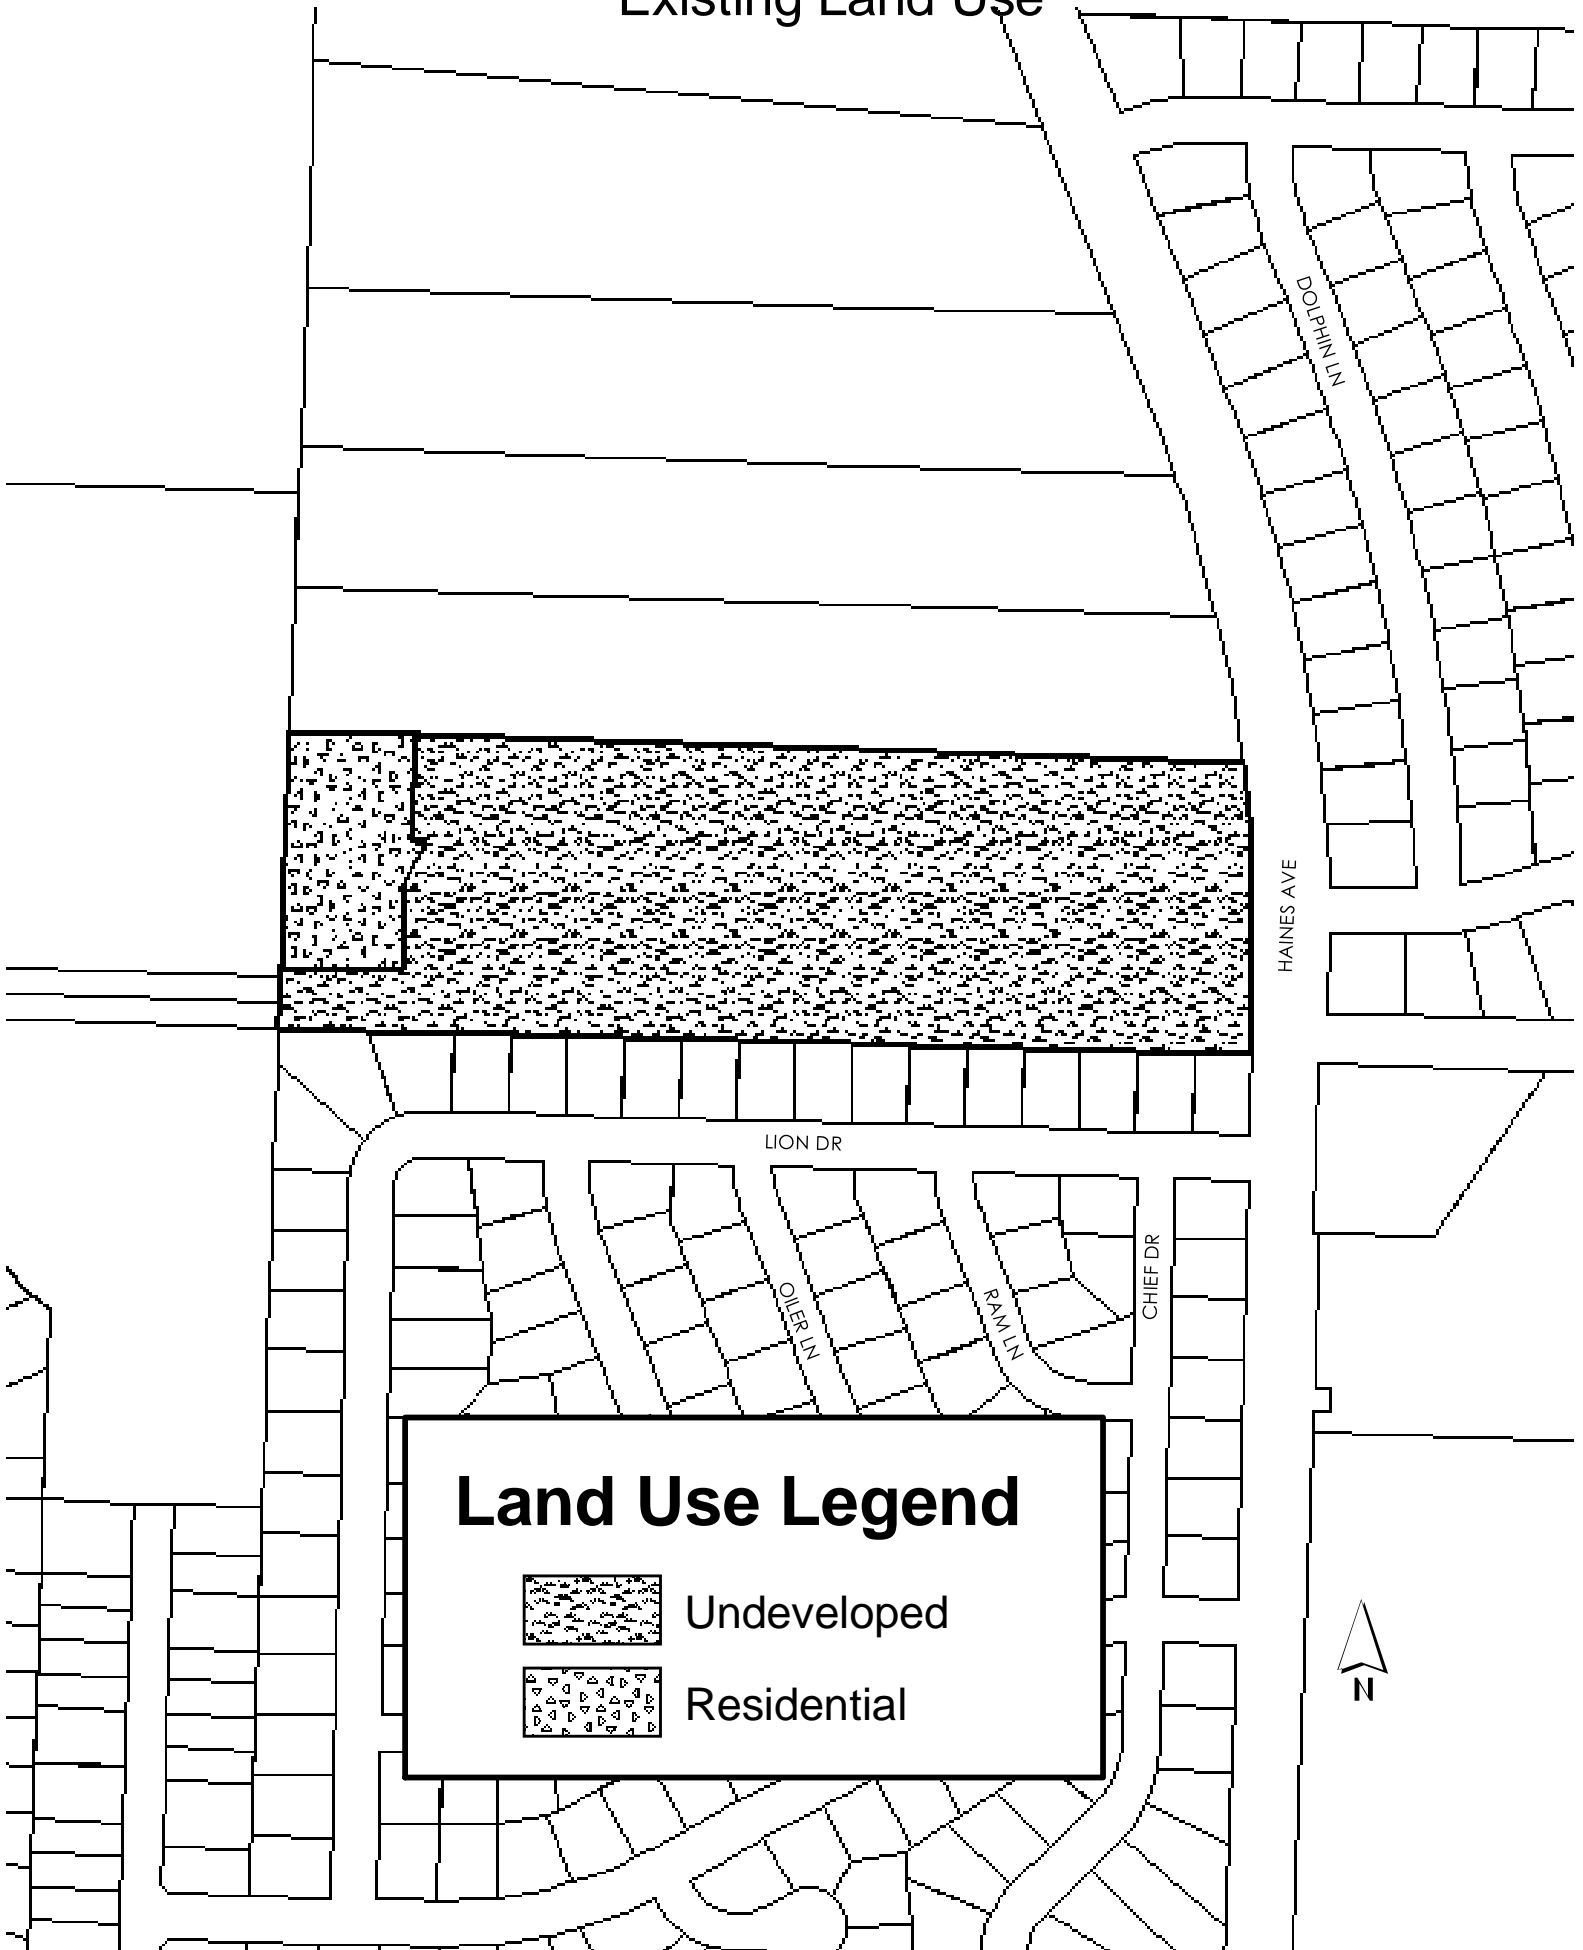 Existing Land Use
DOLPHIN LN
HAINES AVE
LION DR
OILER LN
RAM LN
CHIEF DR
Land Use Legend
Undeveloped
Residential
N